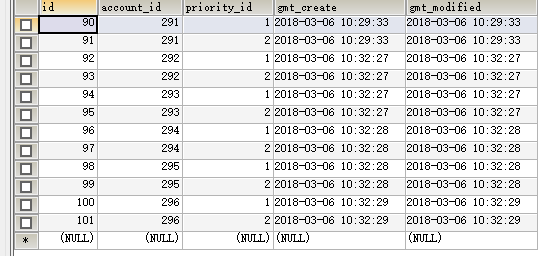 id account_id priority_id gmt_create gmt_modified
90 291 1 2018-03-06 10:29:33 2018-03-06 10:29:33
91 291 2 2018-03-06 10:29:33 2018-03-06 10:29:33
92 292 1 2018-03-06 10:32:27 2018-03-06 10:32:27
93 292 2 2018-03-06 10:32:27 2018-03-06 10:32:27
94 293 1 2018-03-06 10:32:27 2018-03-06 10:32:27
95 293 2 2018-03-06 10:32:27 2018-03-06 10:32:27
96 294 1 2018-03-06 10:32:28 2018-03-06 10:32:28
97 294 2 2018-03-06 10:32:28 2018-03-06 10:32:28
98 295 1 2018-03-06 10:32:28 2018-03-06 10:32:28
99 295 2 2018-03-06 10:32:28 2018-03-06 10:32:28
100 296 1 2018-03-06 10:32:29 2018-03-06 10:32:29
101 296 2 2018-03-06 10:32:29 2018-03-06 10:32:29
* (NULL) (NULL) (NULL) (NULL) (NULL)